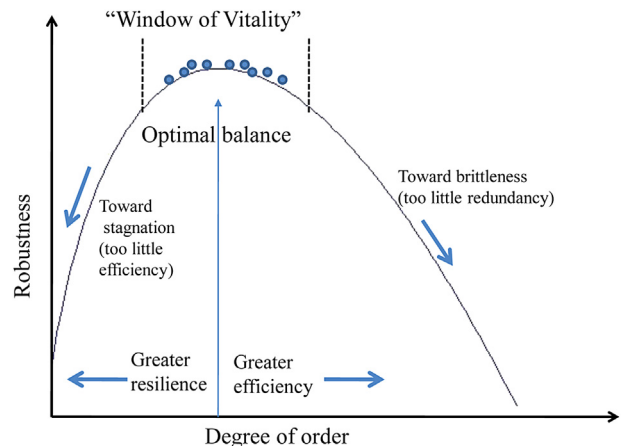 “Window of Vitality”
Optimal balance
Toward brittleness
(too little redundancy)
Toward
stagnation
(too little
efficiency)
Robustness
Greater
resilience
Greater
efficiency
Degree of order